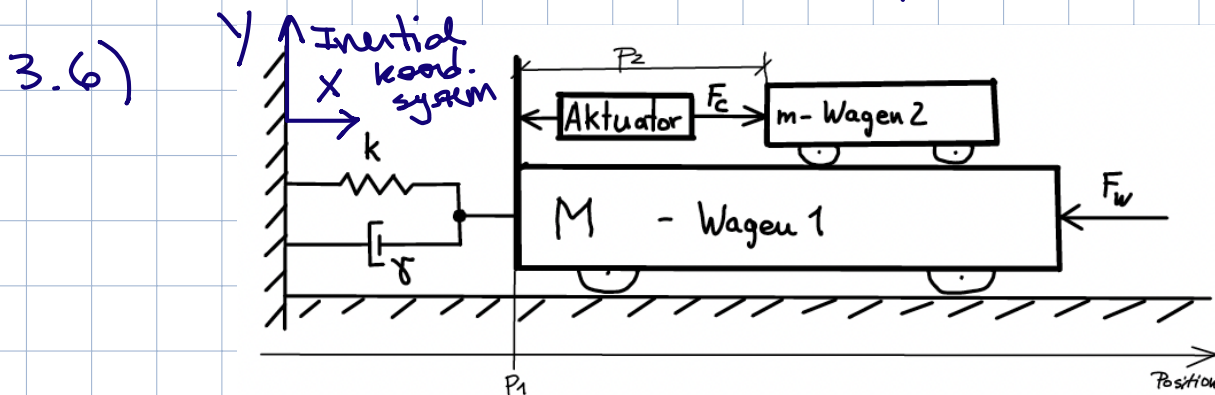 3.6)
Y Inertial
X koord.
system
P2
Aktuator
Fc
m - Wagen 2
k
γ
M - Wagen 1
Fw
P1
Position